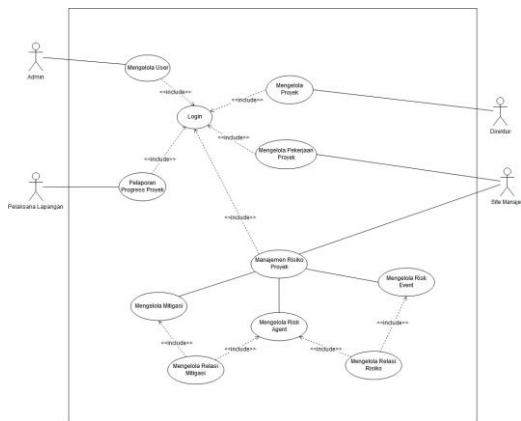 Admin
Mengelola User
<<include>>
Mengelola
Proyek
<<include>>
Login
Direktur
<<include>>
Mengelola Pekerjaan
Proyek
<<include>>
Pelaporan
Progress Proyek
Pelaksana Lapangan
Site Manajer
<<include>>
Manajemen Risiko
Proyek
Mengelola Risk
Event
Mengelola Mitigasi
Mengelola Risk
Agent
<<include>>
<<include>>
<<include>>
<<include>>
Mengelola Relasi
Mitigasi
Mengelola Relasi
Risiko